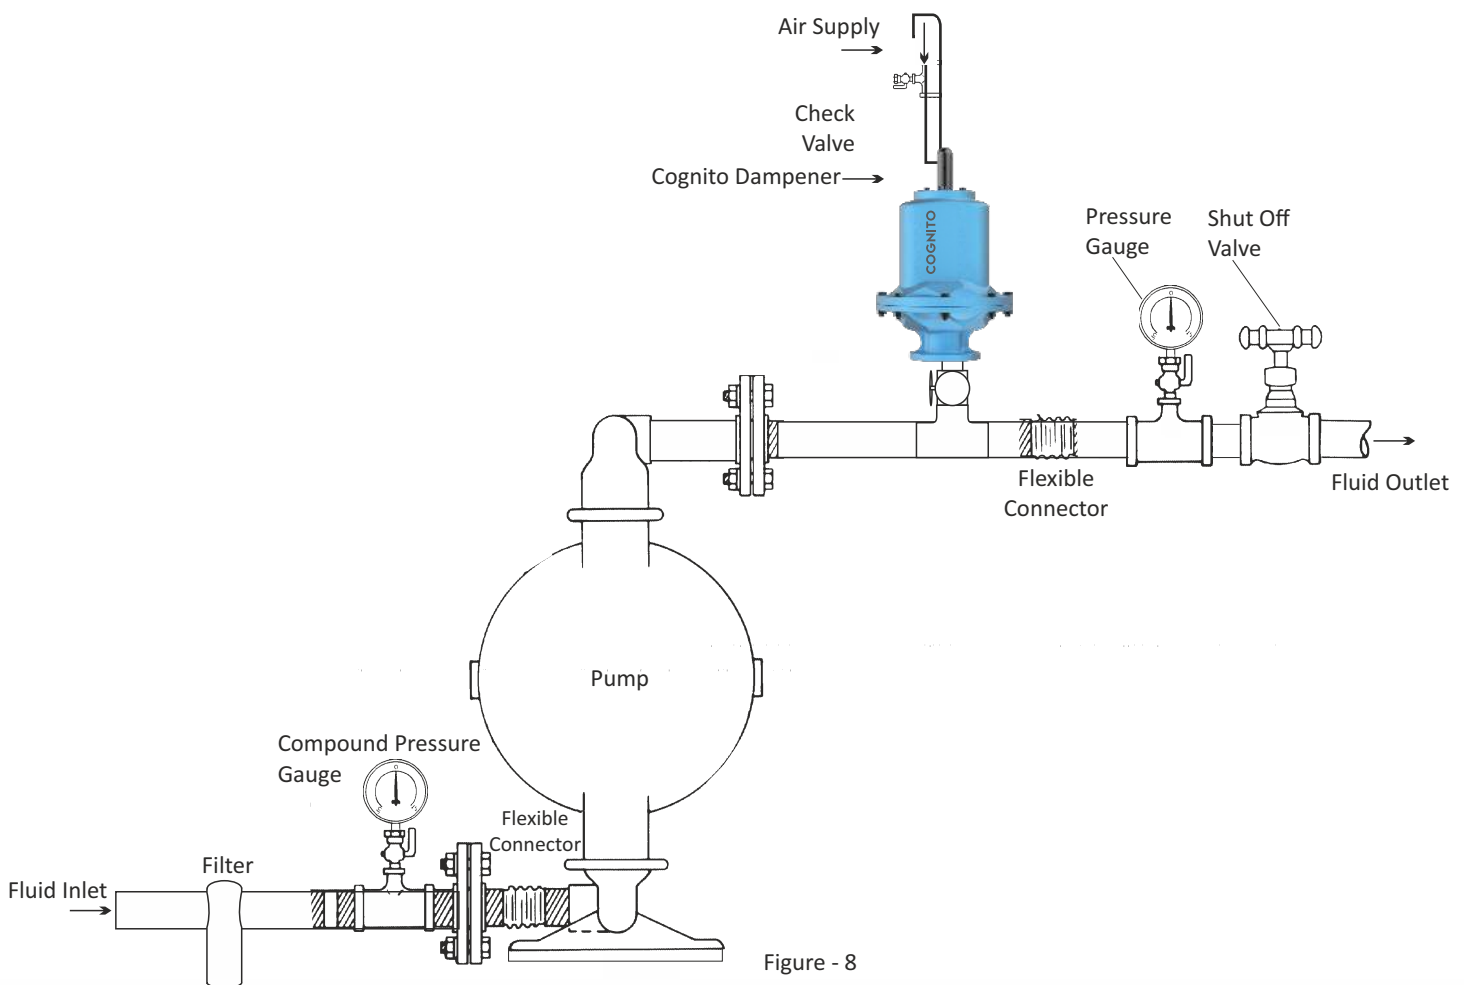 Air Supply
Check
Valve
Cognito Dampener
COGNITO
Pressure
Gauge
Shut Off
Valve
Flexible
Connector
Fluid Outlet
Pump
Compound Pressure
Gauge
Flexible
Connector
Filter
Fluid Inlet
Figure - 8